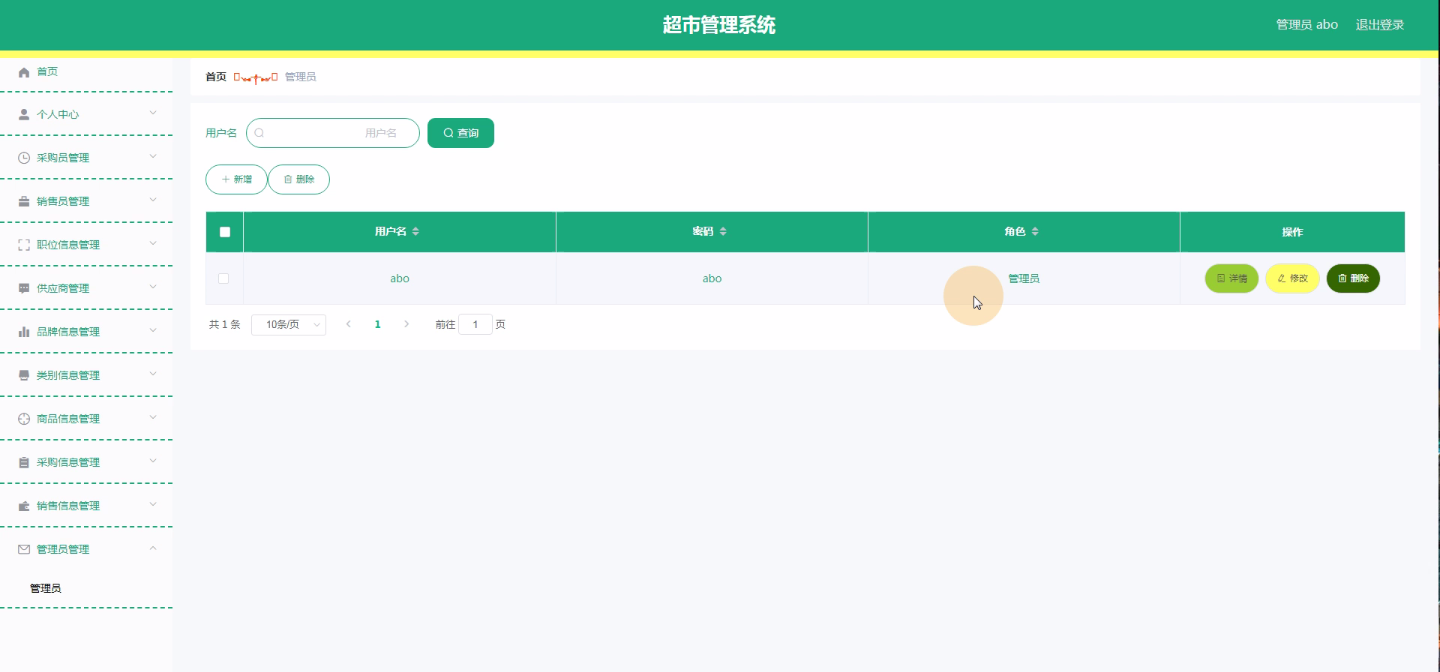 超市管理系统
管理员 abo 退出登录
首页
个人中心
采购员管理
销售员管理
职位信息管理
供应商管理
品牌信息管理
类别信息管理
商品信息管理
采购信息管理
销售信息管理
管理员管理
管理员
首页 管理员
用户名 用户名 查询
新增 删除
用户名 密码 角色 操作
abo abo 管理员 详情 修改 删除
共 1 条 10条/页 1 前往 1 页